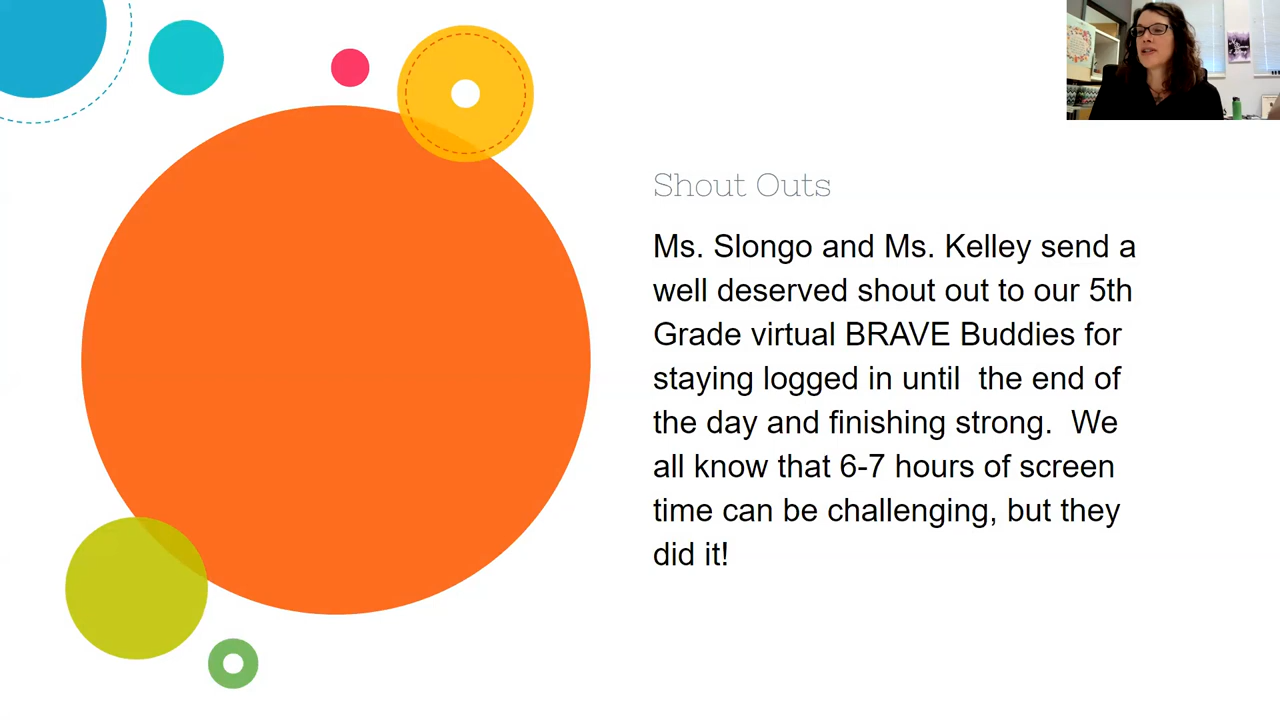 Shout Outs
Ms. Slongo and Ms. Kelley send a
well deserved shout out to our 5th
Grade virtual BRAVE Buddies for
staying logged in until  the end of
the day and finishing strong.  We
all know that 6-7 hours of screen
time can be challenging, but they
did it!